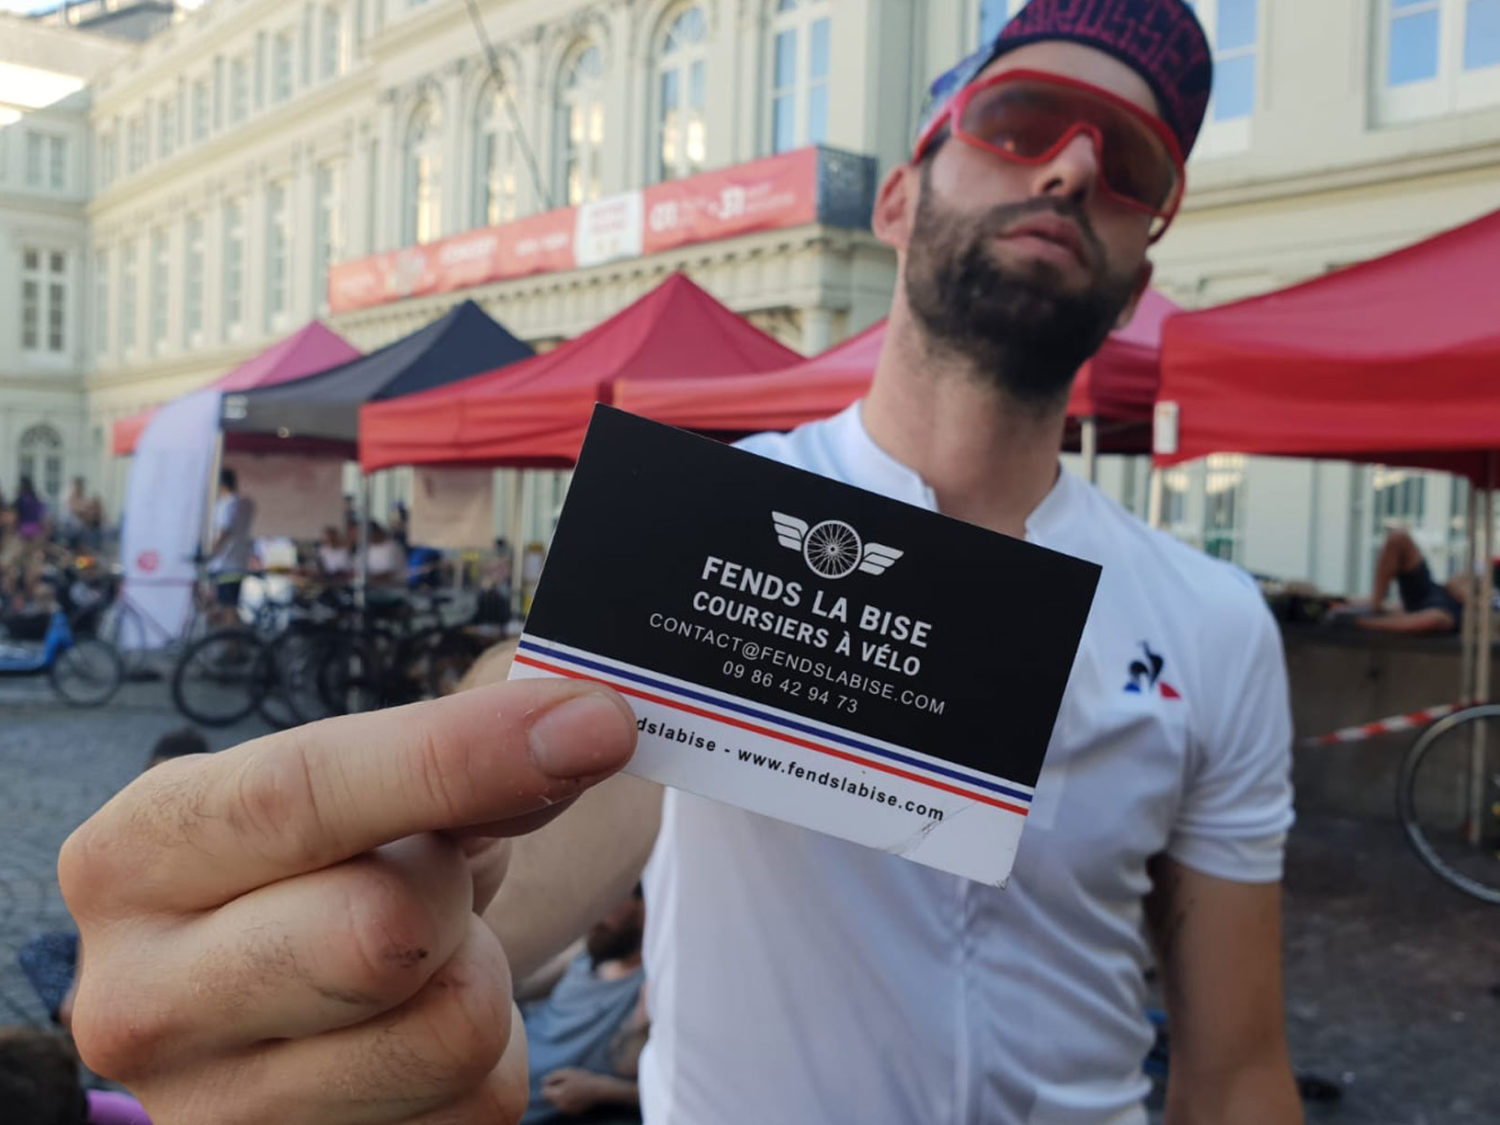 FENDS LA BISE
COURSIERS À VÉLO
CONTACT@FENDSLABISE.COM
09 86 42 94 73
dslabise - www.fendslabise.com